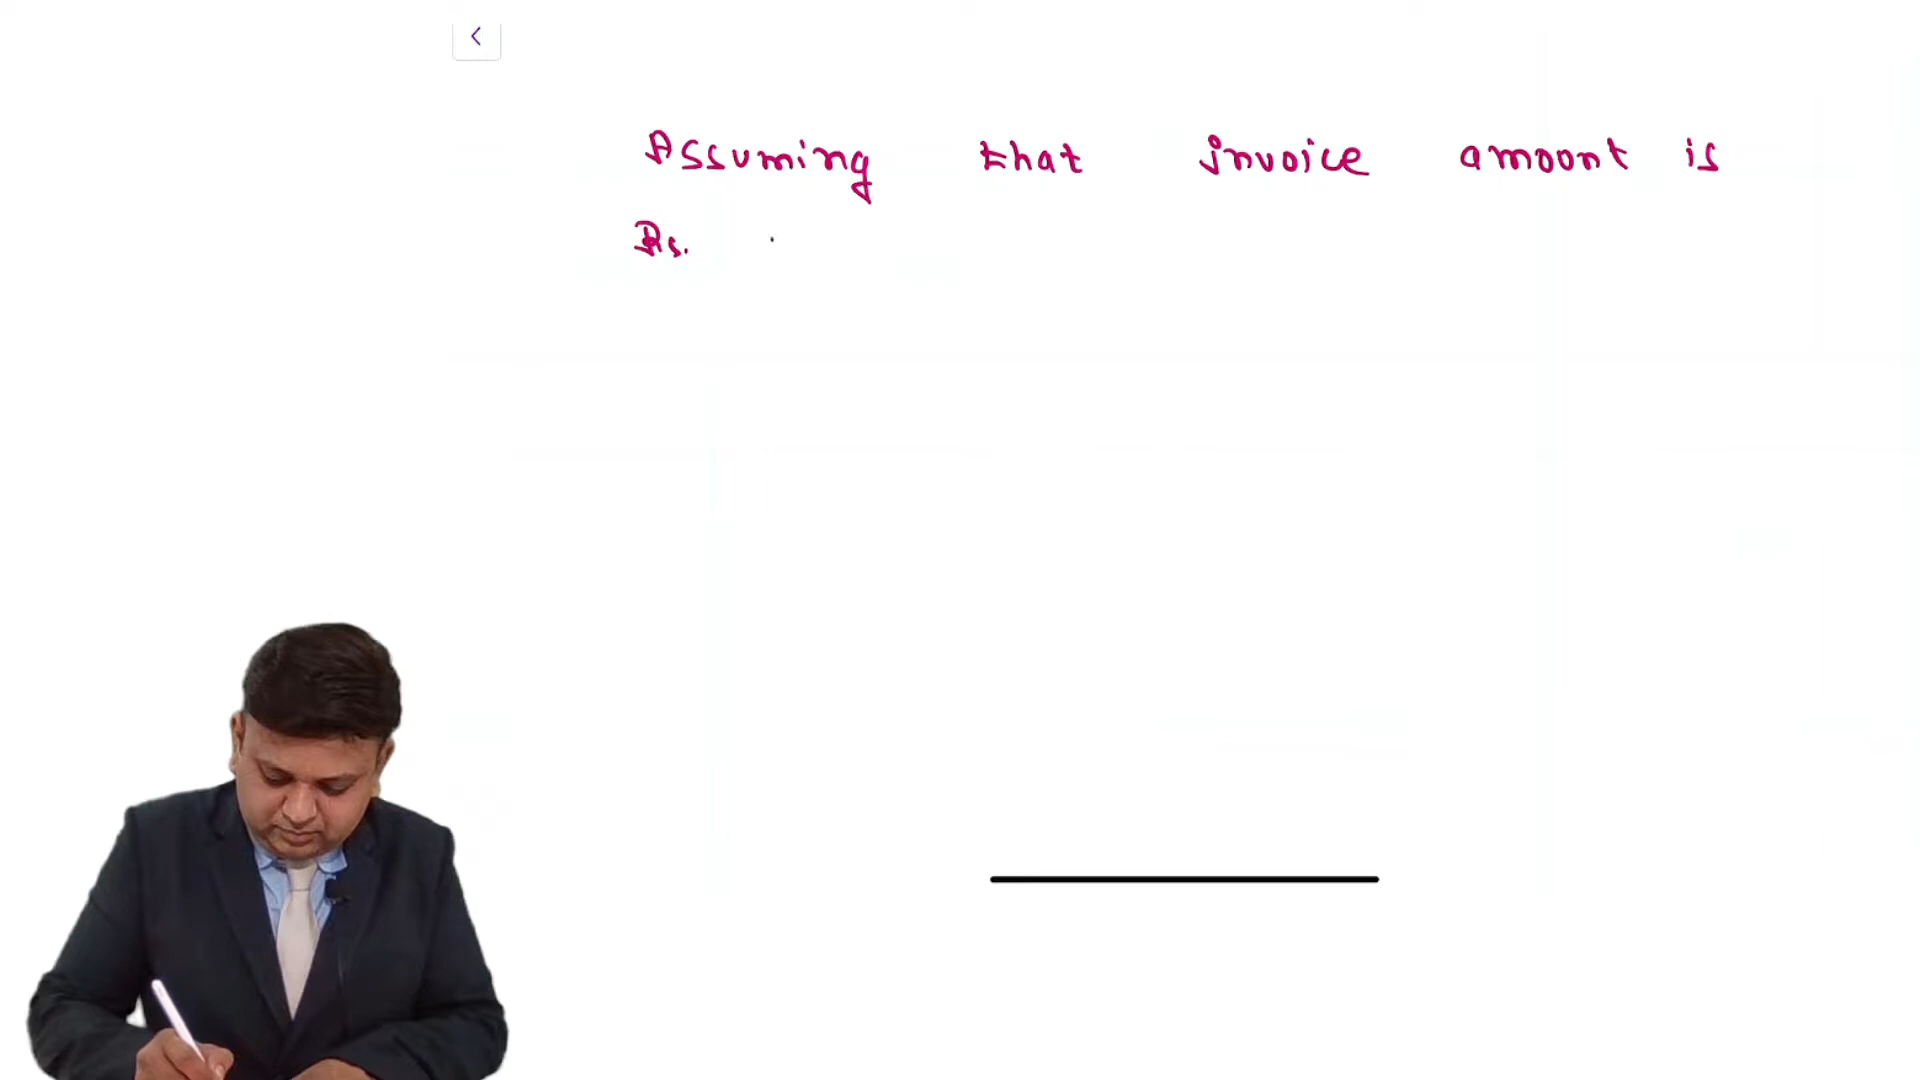 Assuming that invoice amount is
Rs.